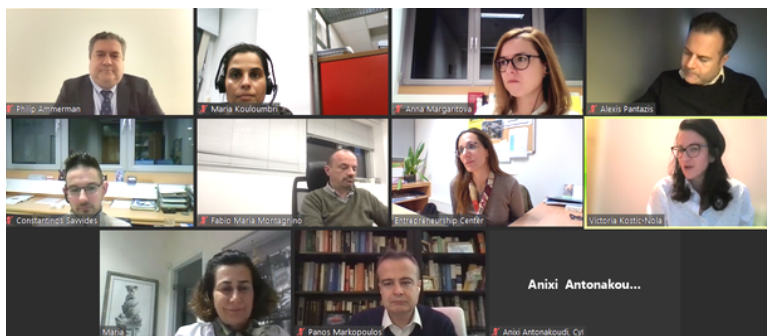 Philip Ammerman
Maria Kouloumbri
Anna Margaritova
Alexis Pantazis
Constantinos Savvides
Fabio Maria Montagnino
Entrepreneurship Center
Victoria Kostic-Nola
Maria
Panos Markopoulos
Anixi Antonakou...
Anixi Antonakoudi, CyI